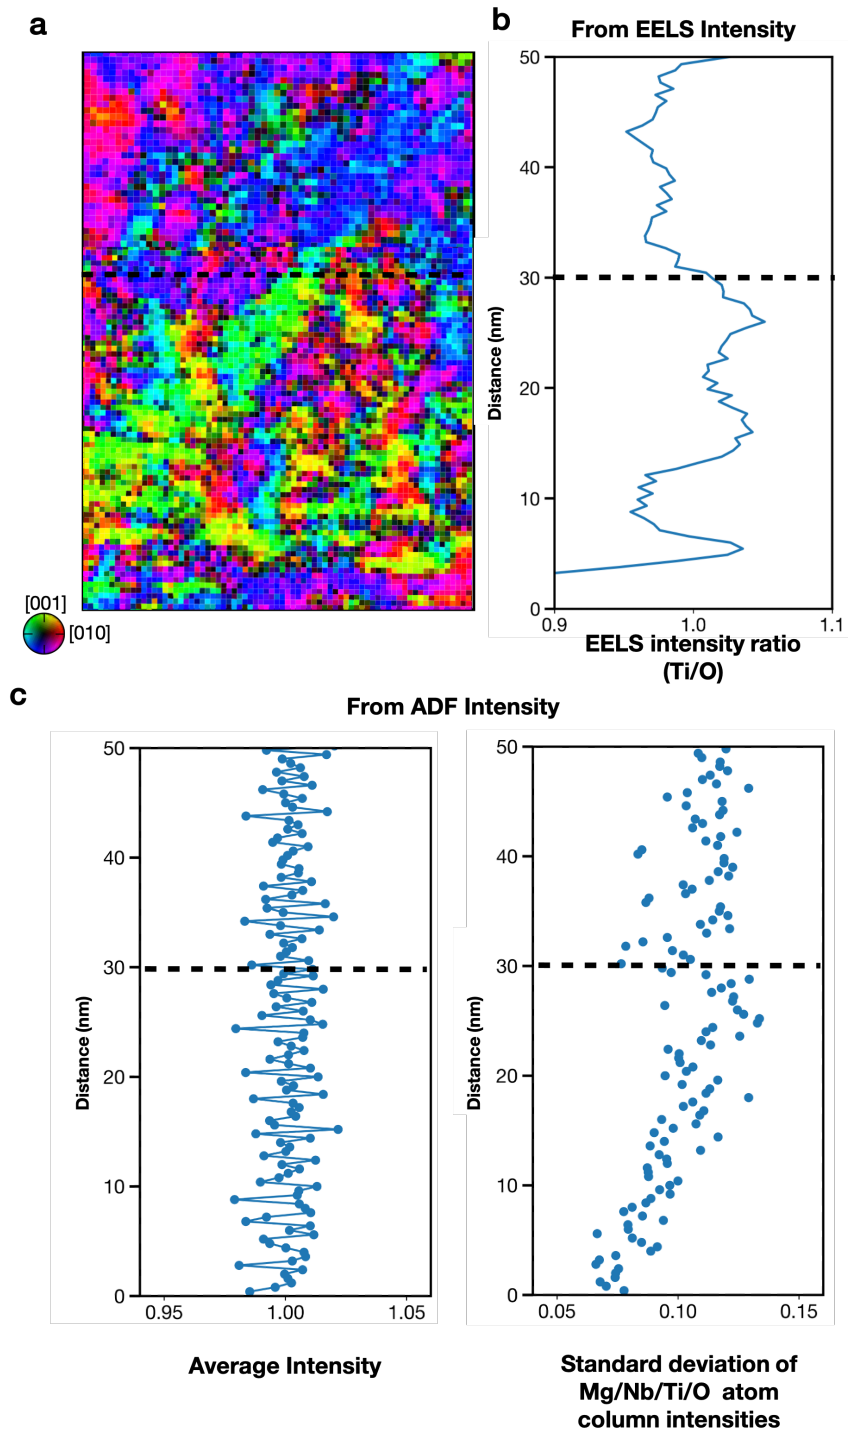 a
b
From EELS Intensity
50
40
30
20
10
0
Distance (nm)
0.9
1.0
1.1
EELS intensity ratio
(Ti/O)
[001]
[010]
c
From ADF Intensity
50
40
30
20
10
0
Distance (nm)
0.95
1.00
1.05
Average Intensity
50
40
30
20
10
0
Distance (nm)
0.05
0.10
0.15
Standard deviation of
Mg/Nb/Ti/O atom
column intensities